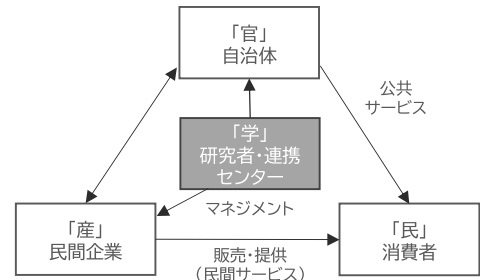 「官」
自治体
公共
サービス
「学」
研究者・連携
センター
マネジメント
「産」
民間企業
販売・提供
（民間サービス）
「民」
消費者